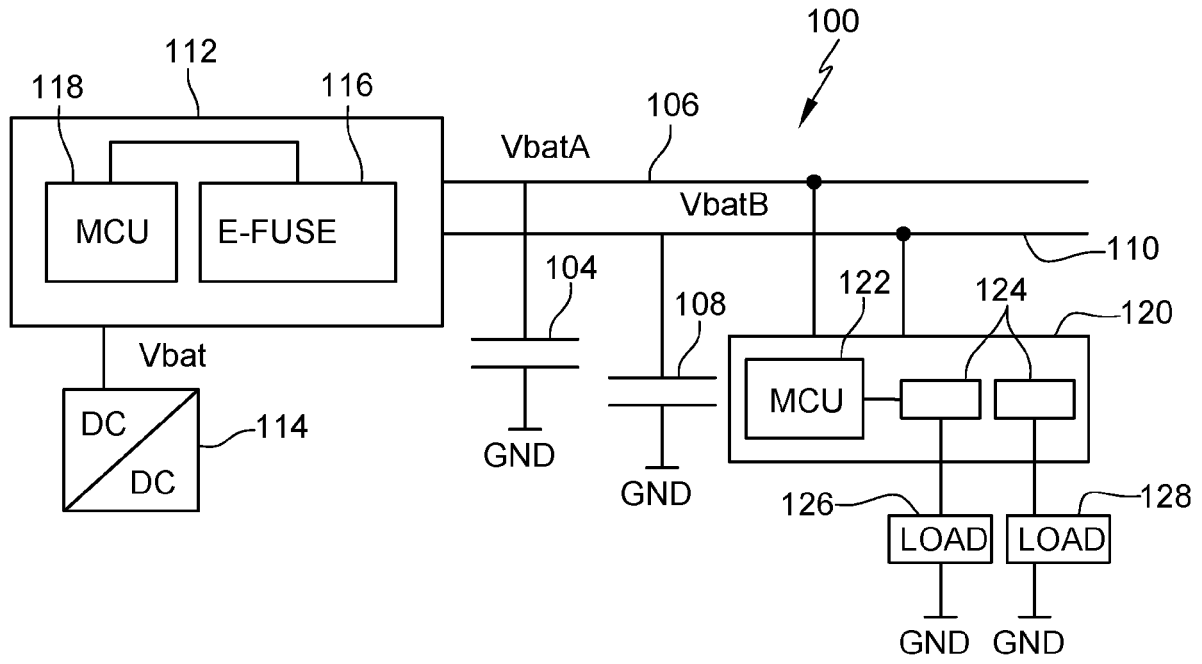 100
112
118
116
106
VbatA
VbatB
MCU
E-FUSE
110
104
122
124
120
108
Vbat
MCU
DC
DC
114
GND
GND
126
128
LOAD
LOAD
GND
GND